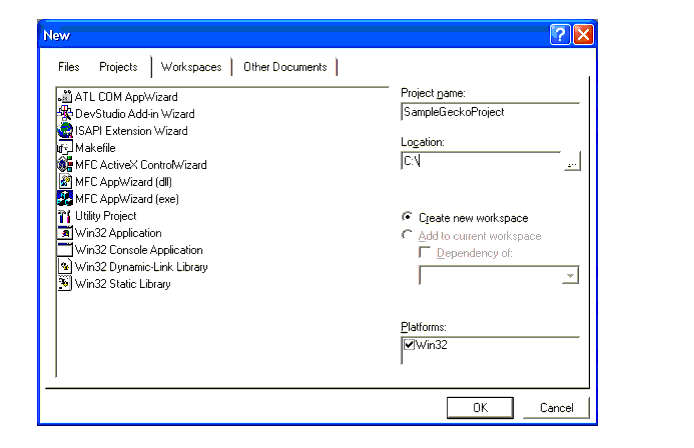 New
Files Projects Workspaces Other Documents
ATL COM AppWizard
DevStudio Add-in Wizard
ISAPI Extension Wizard
Makefile
MFC ActiveX ControlWizard
MFC AppWizard (dll)
MFC AppWizard (exe)
Utility Project
Win32 Application
Win32 Console Application
Win32 Dynamic-Link Library
Win32 Static Library
Project name:
SampleGeckoProject
Location:
C:\
...
Create new workspace
Add to current workspace
Dependency of:
Platforms:
Win32
OK Cancel